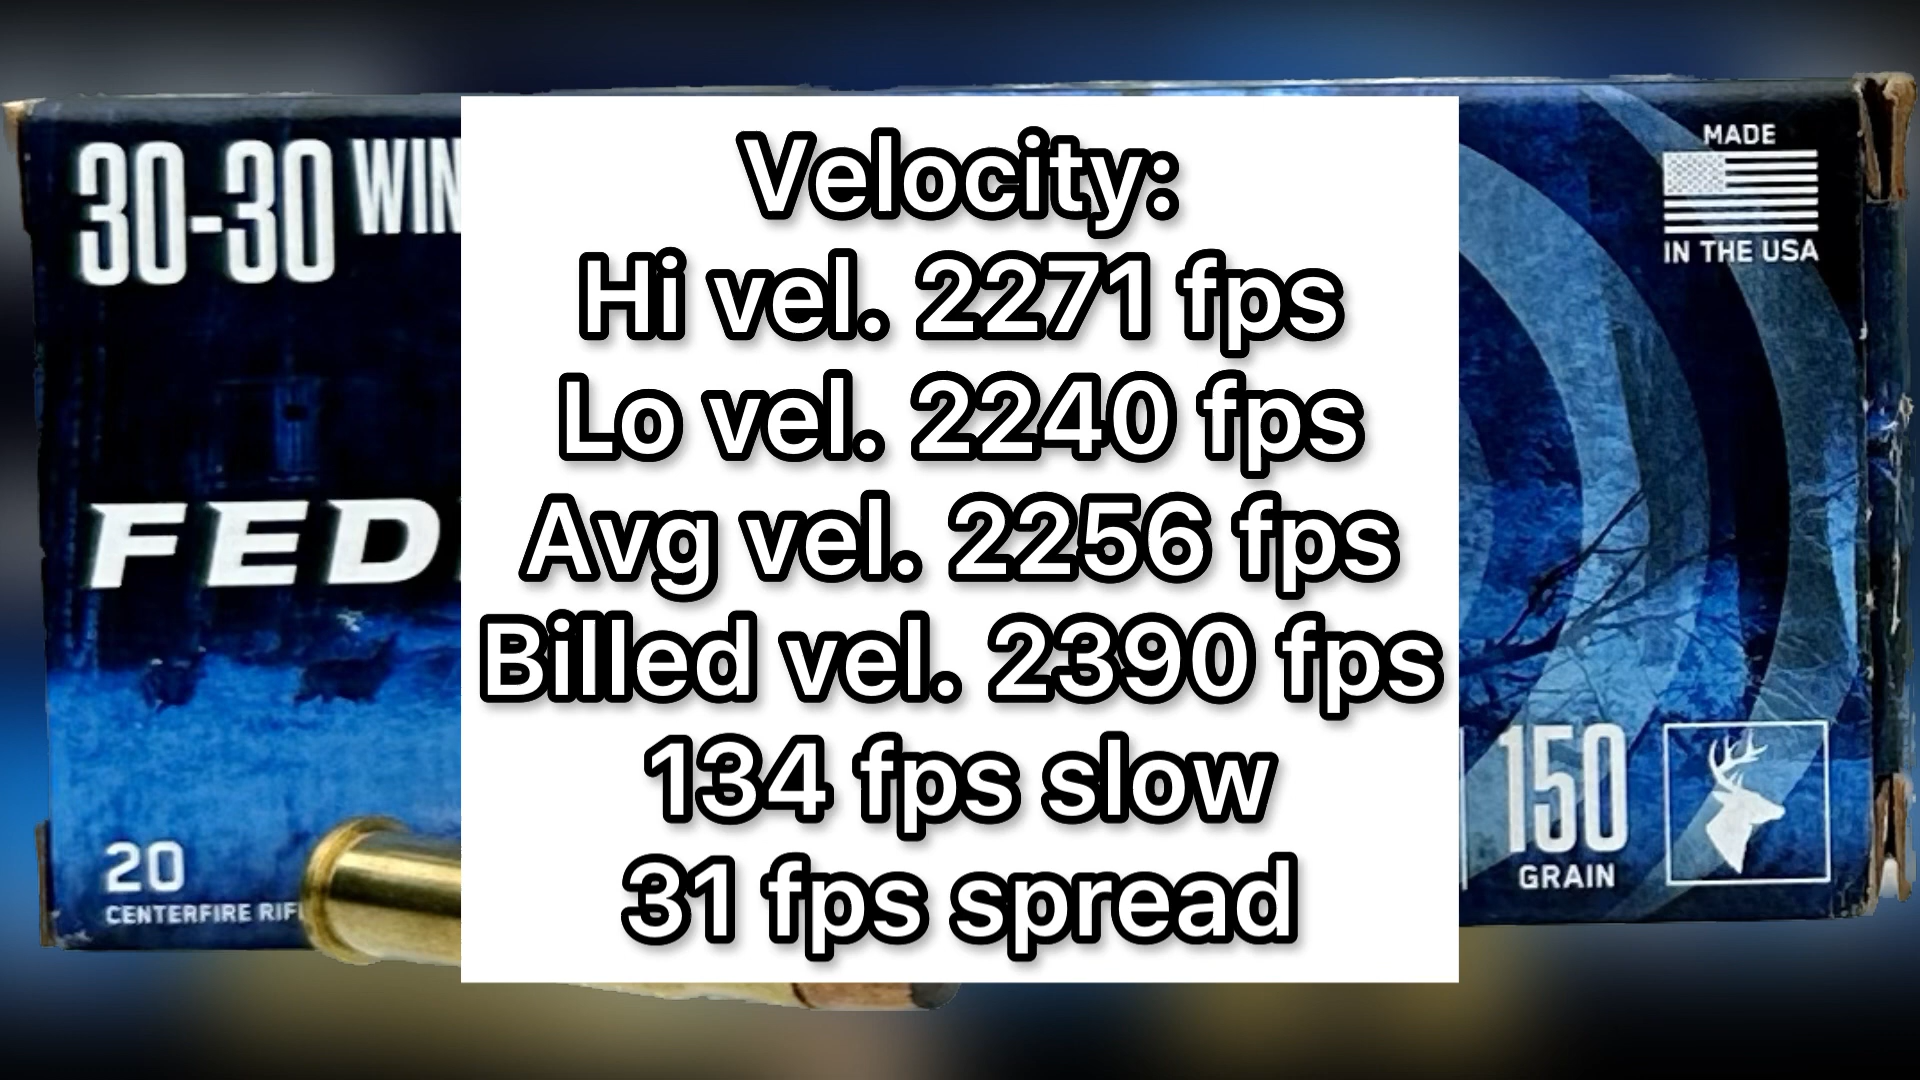 30-30 WIN
FED
20
CENTERFIRE RIF
Velocity:
Hi vel. 2271 fps
Lo vel. 2240 fps
Avg vel. 2256 fps
Billed vel. 2390 fps
134 fps slow
31 fps spread
MADE
IN THE USA
150
GRAIN